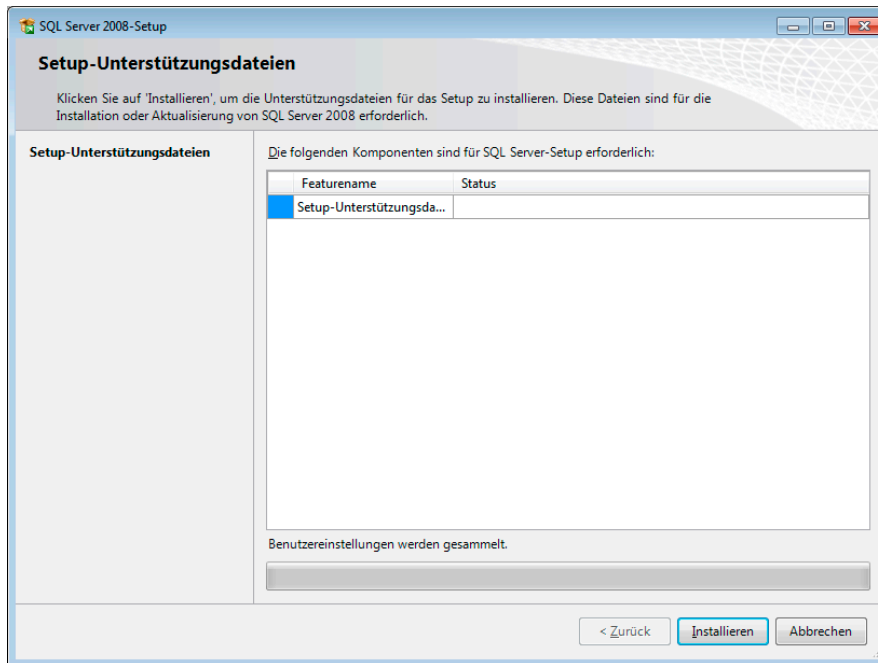 SQL Server 2008-Setup
Setup-Unterstützungsdateien
Klicken Sie auf 'Installieren', um die Unterstützungsdateien für das Setup zu installieren. Diese Dateien sind für die
Installation oder Aktualisierung von SQL Server 2008 erforderlich.
Setup-Unterstützungsdateien
Die folgenden Komponenten sind für SQL Server-Setup erforderlich:
Featurename Status
Setup-Unterstützungsda...
Benutzereinstellungen werden gesammelt.
< Zurück Installieren Abbrechen